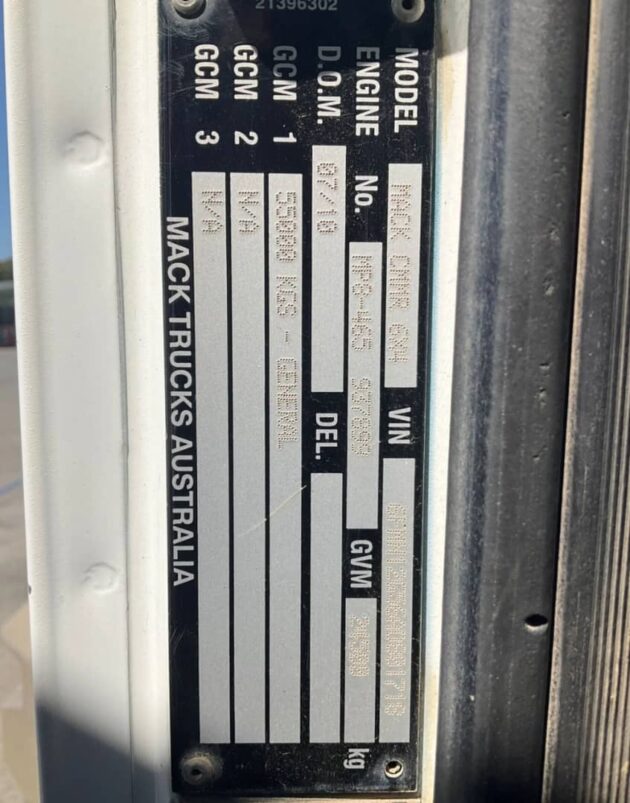 21396302
MODEL MACK CMMR 6X4 VIN
ENGINE No. MP8-465 GVM kg
D.O.M. 07/10 DEL.
GCM 1 55000 KGS - GENERAL
GCM 2 N/A
GCM 3 N/A
MACK TRUCKS AUSTRALIA